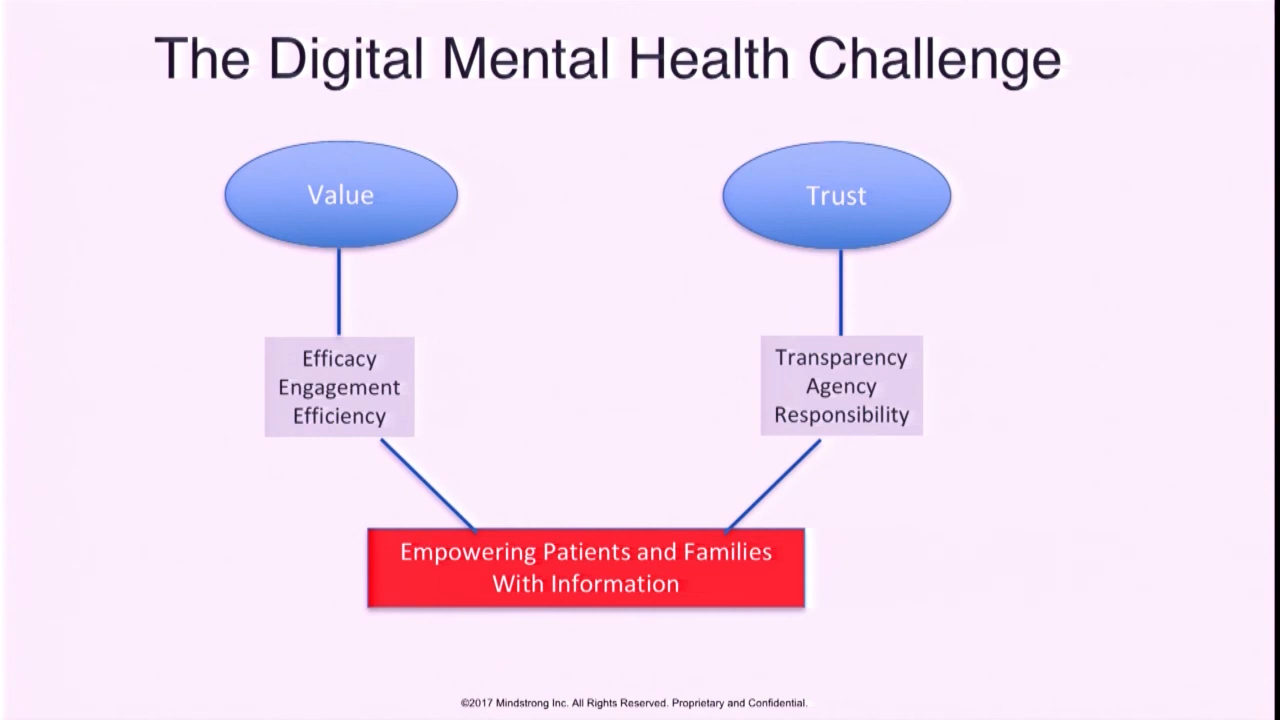 The Digital Mental Health Challenge
Value
Trust
Efficacy
Engagement
Efficiency
Transparency
Agency
Responsibility
Empowering Patients and Families
With Information
©2017 Mindstrong Inc. All Rights Reserved. Proprietary and Confidential.